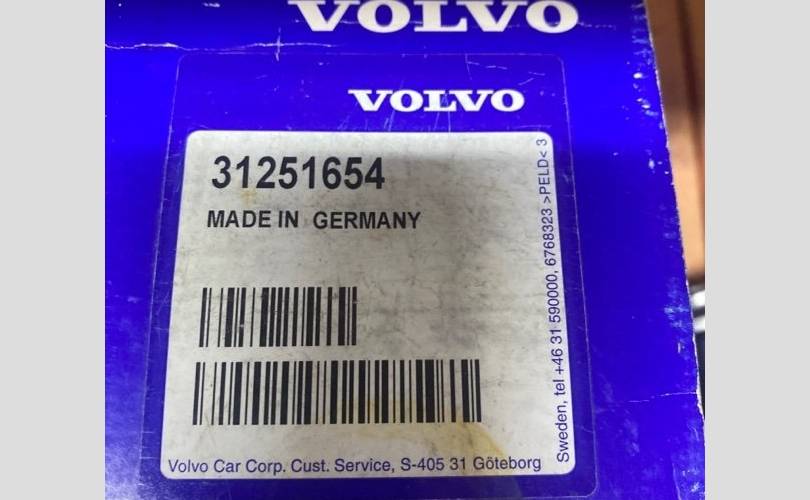 VOLVO
VOLVO
31251654
MADE IN GERMANY
Volvo Car Corp. Cust. Service, S-405 31 Göteborg
Sweden, tel +46 31 590000, 6768323 >PELD< 3